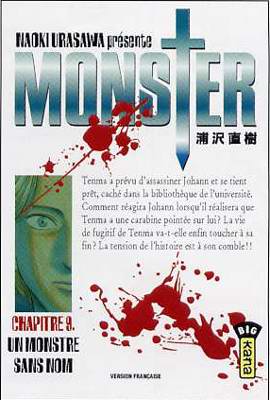 NAOKI URASAWA présente
MONSTER
浦沢直樹
Tenma a prévu d'assassiner Johann et se tient
prêt, caché dans la bibliothèque de l'université.
Comment réagira Johann lorsqu'il réalisera que
Tenma a une carabine pointée sur lui? La vie
de fugitif de Tenma va-t-elle enfin toucher à sa
fin? La tension de l'histoire est à son comble!!
CHAPITRE 9.
UN MONSTRE
SANS NOM
BIG
kana
VERSION FRANCAISE